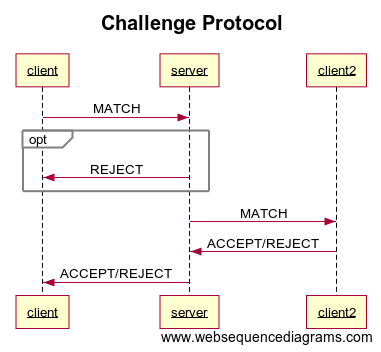 Challenge Protocol
client server client2
MATCH
opt
REJECT
MATCH
ACCEPT/REJECT
ACCEPT/REJECT
client server client2
www.websequencediagrams.com